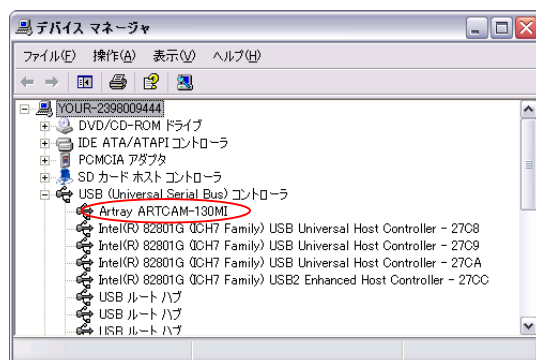 デバイス マネージャ
ファイル(F) 操作(A) 表示(V) ヘルプ(H)
YOUR-2398009444
DVD/CD-ROM ドライブ
IDE ATA/ATAPI コントローラ
PCMCIA アダプタ
SD カード ホスト コントローラ
USB (Universal Serial Bus) コントローラ
Artray ARTCAM-130MI
Intel(R) 82801G (ICH7 Family) USB Universal Host Controller - 27C8
Intel(R) 82801G (ICH7 Family) USB Universal Host Controller - 27C9
Intel(R) 82801G (ICH7 Family) USB Universal Host Controller - 27CA
Intel(R) 82801G (ICH7 Family) USB2 Enhanced Host Controller - 27CC
USB ルート ハブ
USB ルート ハブ
USB ルート ハブ